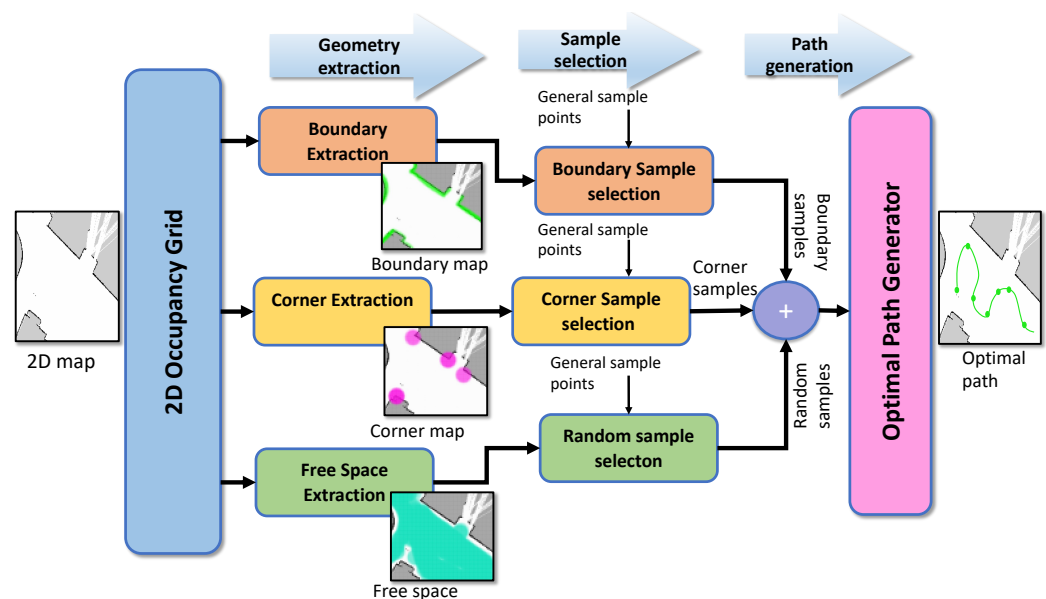 Geometry
extraction
Sample
selection
Path
generation
General sample
points
Boundary
Extraction
Boundary Sample
selection
Boundary map
General sample
points
Boundary
samples
2D map
2D Occupancy Grid
Corner Extraction
Corner Sample
selection
Corner
samples
+
Optimal Path Generator
Optimal
path
General sample
points
Corner map
Random sample
selecton
Random
samples
Free Space
Extraction
Free space